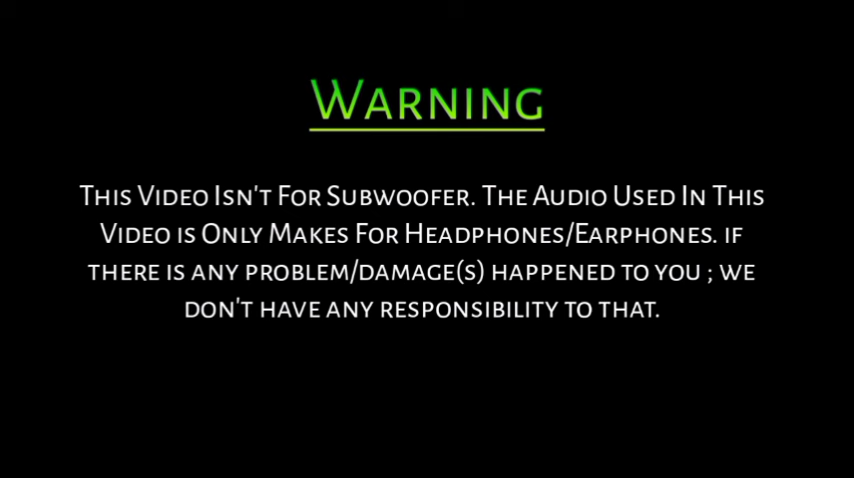 Warning
This Video Isn't For Subwoofer. The Audio Used In This
Video is Only Makes For Headphones/Earphones. if
there is any problem/damage(s) happened to you ; we
don't have any responsibility to that.